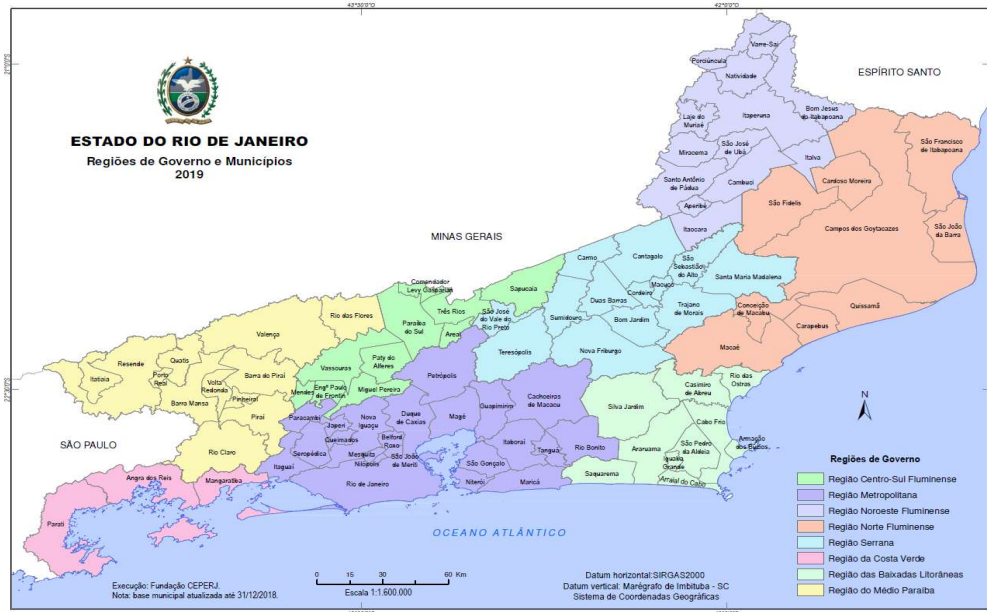 43°30'0"O
42°0'0"O
ESTADO DO RIO DE JANEIRO
Regiões de Governo e Municípios
2019
ESPÍRITO SANTO
MINAS GERAIS
SÃO PAULO
OCEANO ATLÂNTICO
Varre-Sai
Porciúncula
Natividade
Bom Jesus
do Itabapoana
Laje do
Muriaé
Itaperuna
Miracema
São José
de Ubá
Italva
Santo Antônio
de Pádua
Cambuci
Aperibé
Itaocara
São Francisco
de Itabapoana
Cardoso Moreira
São Fidelis
Campos dos Goytacazes
São João
da Barra
Quissamã
Conceição
de Macabu
Carapebus
Macaé
Carmo
Cantagalo
São
Sebastião
do Alto
Santa Maria Madalena
Macuco
Cordeiro
Duas Barras
Trajano
de Morais
Sumidouro
Bom Jardim
São José
do Vale do
Rio Preto
Teresópolis
Nova Friburgo
Comendador
Levy Gasparian
Sapucaia
Três Rios
Paraíba
do Sul
Areal
Paty do
Alferes
Vassouras
Engº Paulo
de Frontin
Miguel Pereira
Mendes
Rio das Flores
Valença
Resende
Quatis
Itatiaia
Porto
Real
Volta
Redonda
Barra do Piraí
Barra Mansa
Pinheiral
Piraí
Rio Claro
Petrópolis
Paracambi
Japeri
Nova
Iguaçu
Duque
de Caxias
Magé
Guapimirim
Cachoeiras
de Macacu
Queimados
Belford
Roxo
Seropédica
Mesquita
Nilópolis
São João
de Meriti
Itaguaí
Rio de Janeiro
Itaboraí
Tanguá
Rio Bonito
São Gonçalo
Niterói
Maricá
Casimiro
de Abreu
Rio das
Ostras
Silva Jardim
Cabo Frio
Araruama
São Pedro
da Aldeia
Armação
dos Búzios
Iguaba
Grande
Saquarema
Arraial do Cabo
Mangaratiba
Angra dos Reis
Parati
N
Regiões de Governo
Região Centro-Sul Fluminense
Região Metropolitana
Região Noroeste Fluminense
Região Norte Fluminense
Região Serrana
Região da Costa Verde
Região das Baixadas Litorâneas
Região do Médio Paraíba
Execução: Fundação CEPERJ.
Nota: base municipal atualizada até 31/12/2018.
0 15 30 45 60 Km
Escala 1:1.600.000
Datum horizontal:SIRGAS2000
Datum vertical: Marégrafo de Imbituba - SC
Sistema de Coordenadas Geográficas